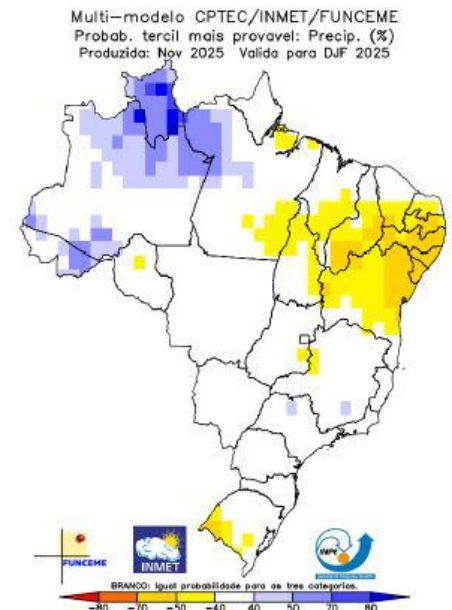 Multi-modelo CPTEC/INMET/FUNCEME
Probab. tercil mais provavel: Precip. (%)
Produzida: Nov 2025 Valida para DJF 2025
FUNCEME
INMET
INPE
BRANCO: Igual probabilidade para as tres categorias.
-80 -70 -50 -40 40 50 70 80